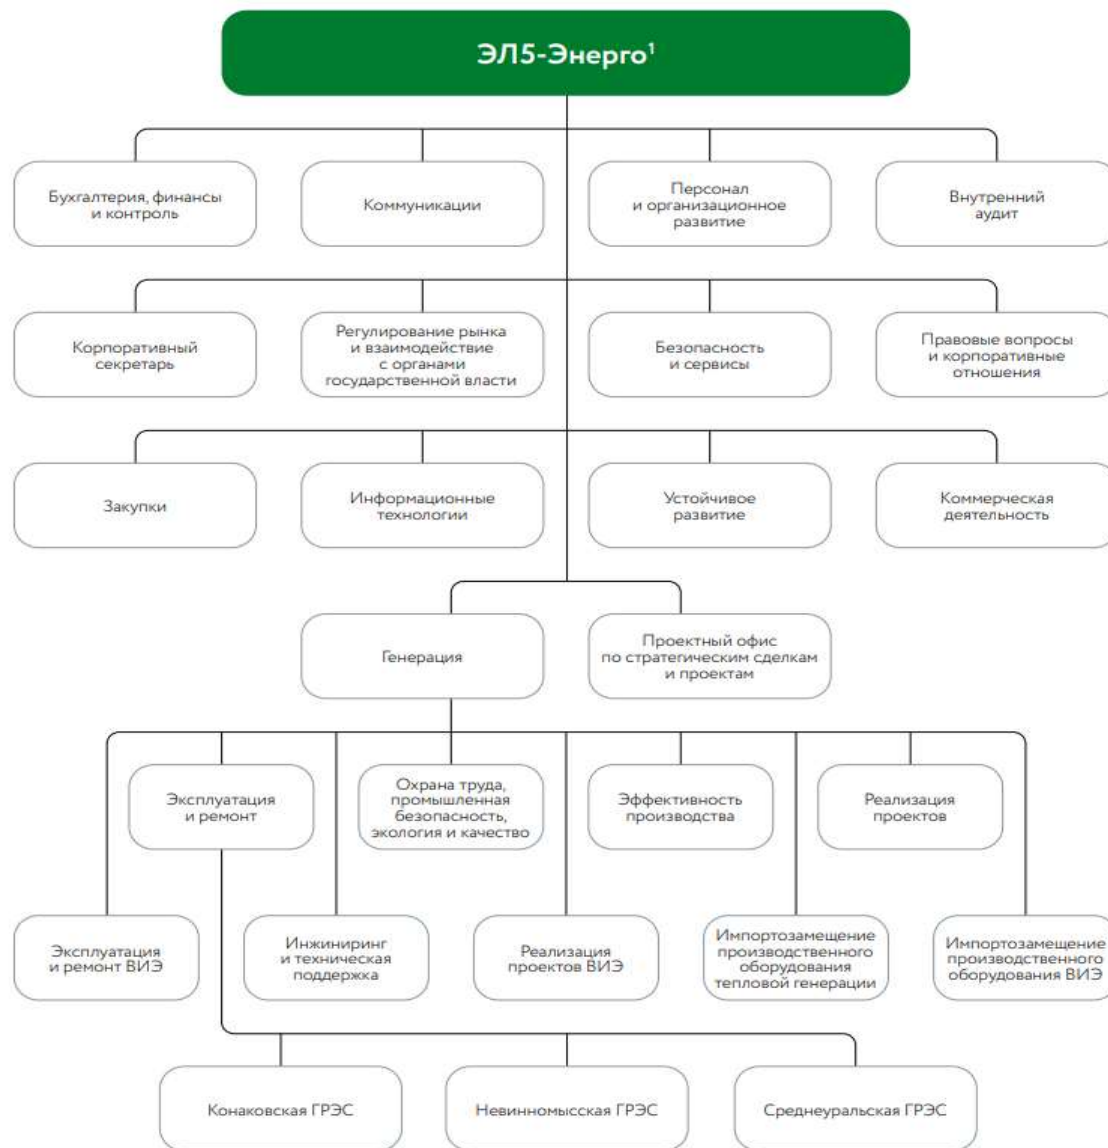 ЭЛ5-Энерго¹
Бухгалтерия, финансы
и контроль
Коммуникации
Персонал
и организационное
развитие
Внутренний
аудит
Корпоративный
секретарь
Регулирование рынка
и взаимодействие
с органами
государственной власти
Безопасность
и сервисы
Правовые вопросы
и корпоративные
отношения
Закупки
Информационные
технологии
Устойчивое
развитие
Коммерческая
деятельность
Генерация
Проектный офис
по стратегическим сделкам
и проектам
Эксплуатация
и ремонт
Охрана труда,
промышленная
безопасность,
экология и качество
Эффективность
производства
Реализация
проектов
Эксплуатация
и ремонт ВИЭ
Инжиниринг
и техническая
поддержка
Реализация
проектов ВИЭ
Импортозамещение
производственного
оборудования
тепловой генерации
Импортозамещение
производственного
оборудования ВИЭ
Конаковская ГРЭС
Невинномысская ГРЭС
Среднеуральская ГРЭС